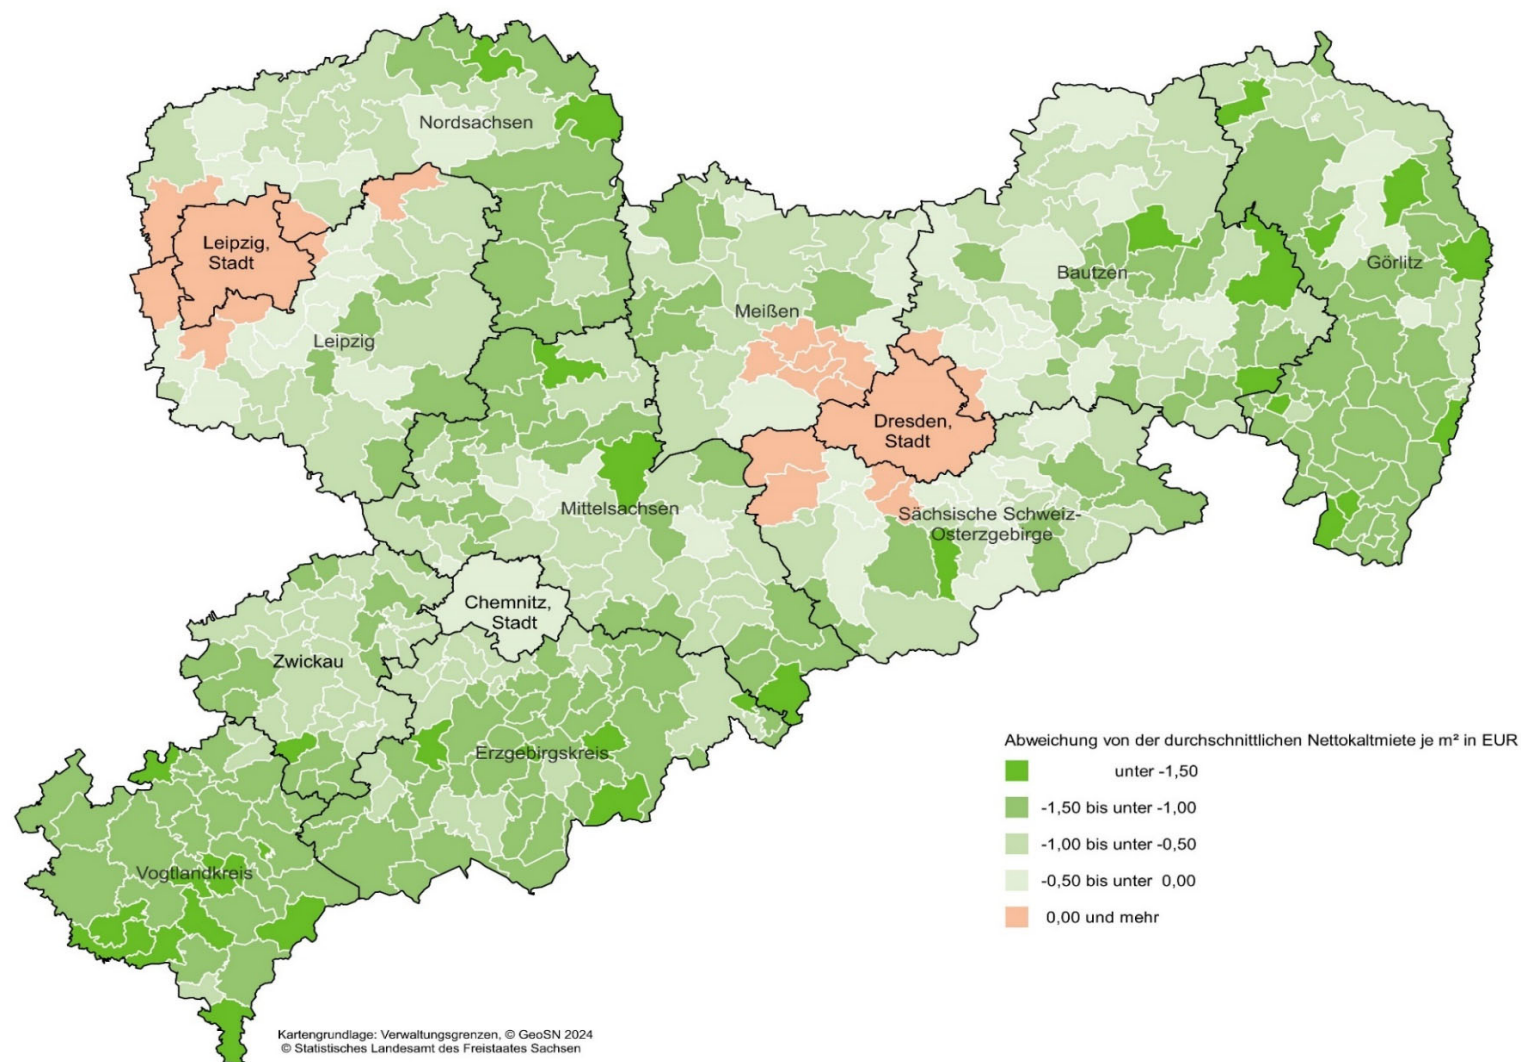 Nordsachsen
Leipzig,
Stadt
Bautzen
Görlitz
Meißen
Leipzig
Dresden,
Stadt
Mittelsachsen
Sächsische Schweiz-
Osterzgebirge
Chemnitz,
Stadt
Zwickau
Erzgebirgskreis
Vogtlandkreis
Abweichung von der durchschnittlichen Nettokaltmiete je m² in EUR
unter -1,50
-1,50 bis unter -1,00
-1,00 bis unter -0,50
-0,50 bis unter 0,00
0,00 und mehr
Kartengrundlage: Verwaltungsgrenzen, © GeoSN 2024
© Statistisches Landesamt des Freistaates Sachsen